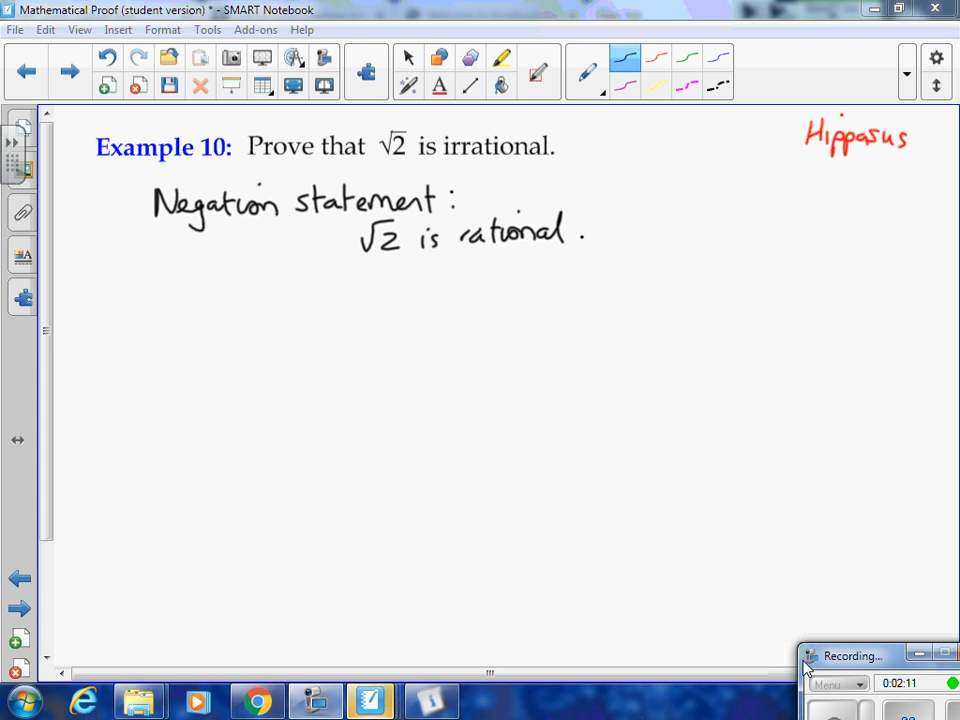 Mathematical Proof (student version) * - SMART Notebook
File Edit View Insert Format Tools Add-ons Help
Example 10: Prove that √2 is irrational.
Hippasus
Negation statement :
√2 is rational .
Recording...
Menu
0:02:11